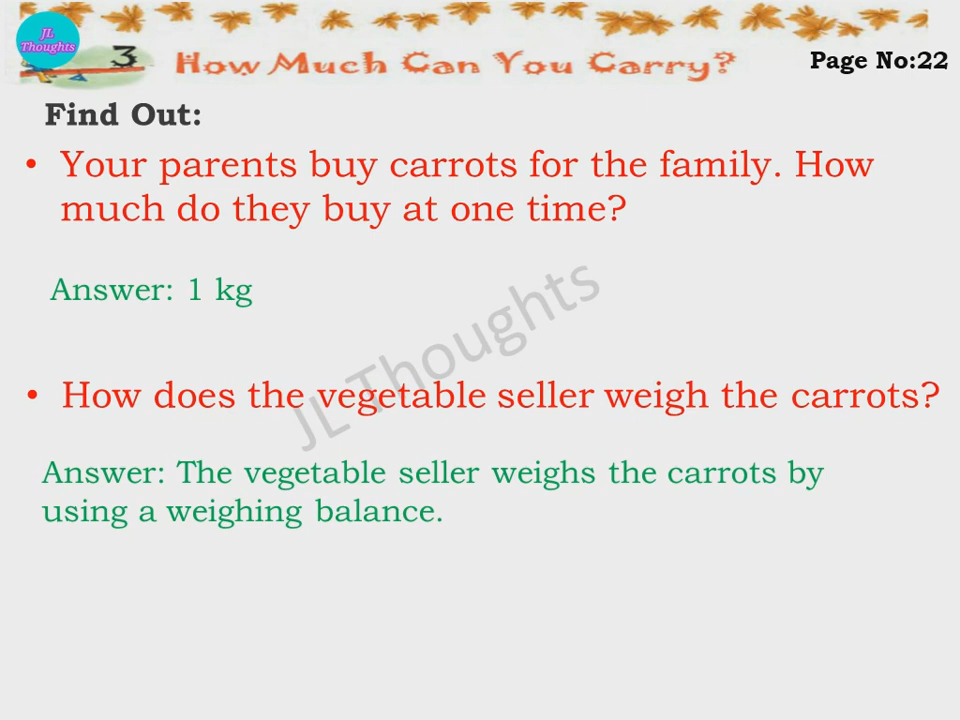 JL
Thoughts
3 How Much Can You Carry?
Page No:22
Find Out:
• Your parents buy carrots for the family. How
much do they buy at one time?
Answer: 1 kg
JL Thoughts
• How does the vegetable seller weigh the carrots?
Answer: The vegetable seller weighs the carrots by
using a weighing balance.